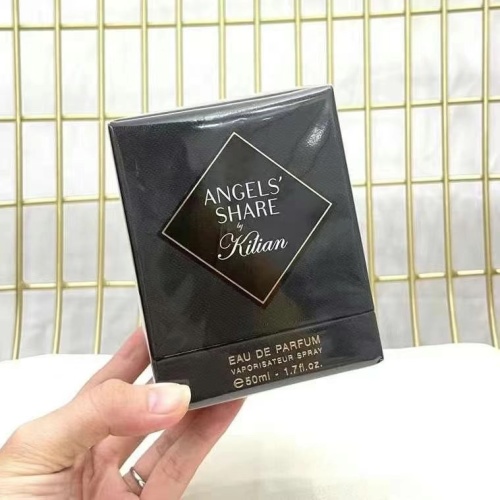 ANGELS'
SHARE
by
Kilian
EAU DE PARFUM
VAPORISATEUR SPRAY
℮50ml - 1.7fl.oz.